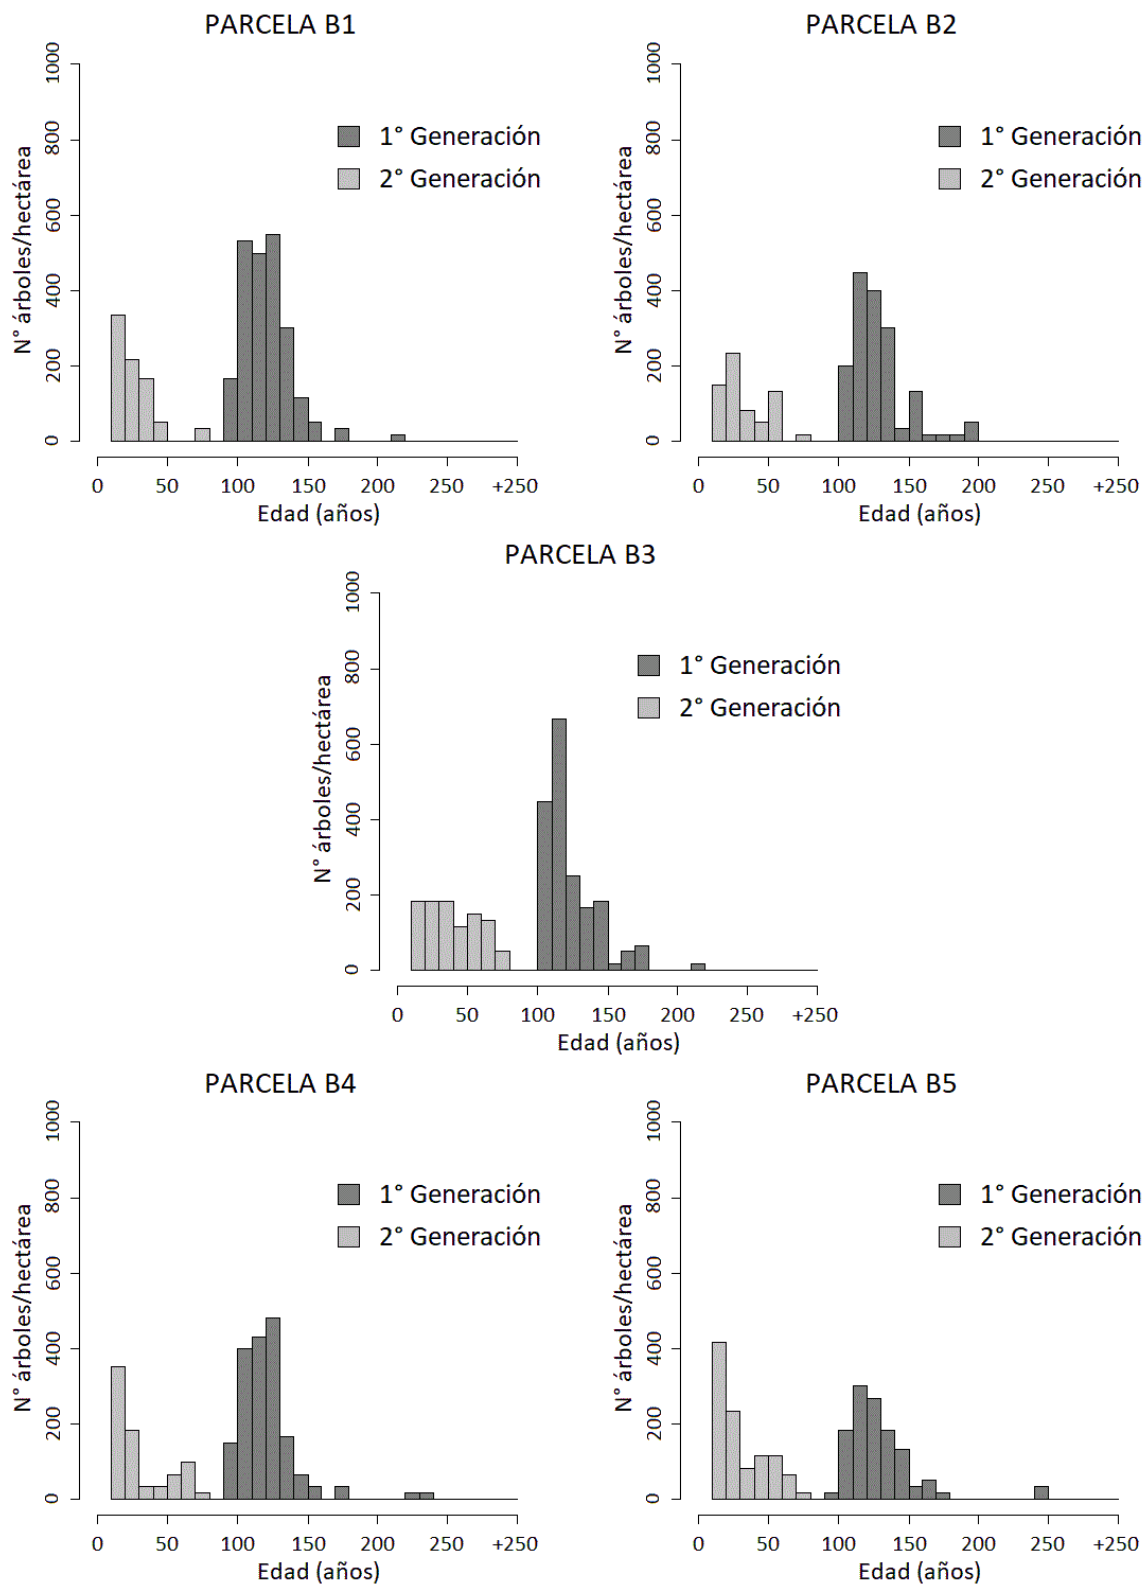 PARCELA B1
N° árboles/hectárea
1000
800
600
400
200
0
1° Generación
2° Generación
0 50 100 150 200 250 +250
Edad (años)
PARCELA B2
N° árboles/hectárea
1000
800
600
400
200
0
1° Generación
2° Generación
0 50 100 150 200 250 +250
Edad (años)
PARCELA B3
N° árboles/hectárea
1000
800
600
400
200
0
1° Generación
2° Generación
0 50 100 150 200 250 +250
Edad (años)
PARCELA B4
N° árboles/hectárea
1000
800
600
400
200
0
1° Generación
2° Generación
0 50 100 150 200 250 +250
Edad (años)
PARCELA B5
N° árboles/hectárea
1000
800
600
400
200
0
1° Generación
2° Generación
0 50 100 150 200 250 +250
Edad (años)